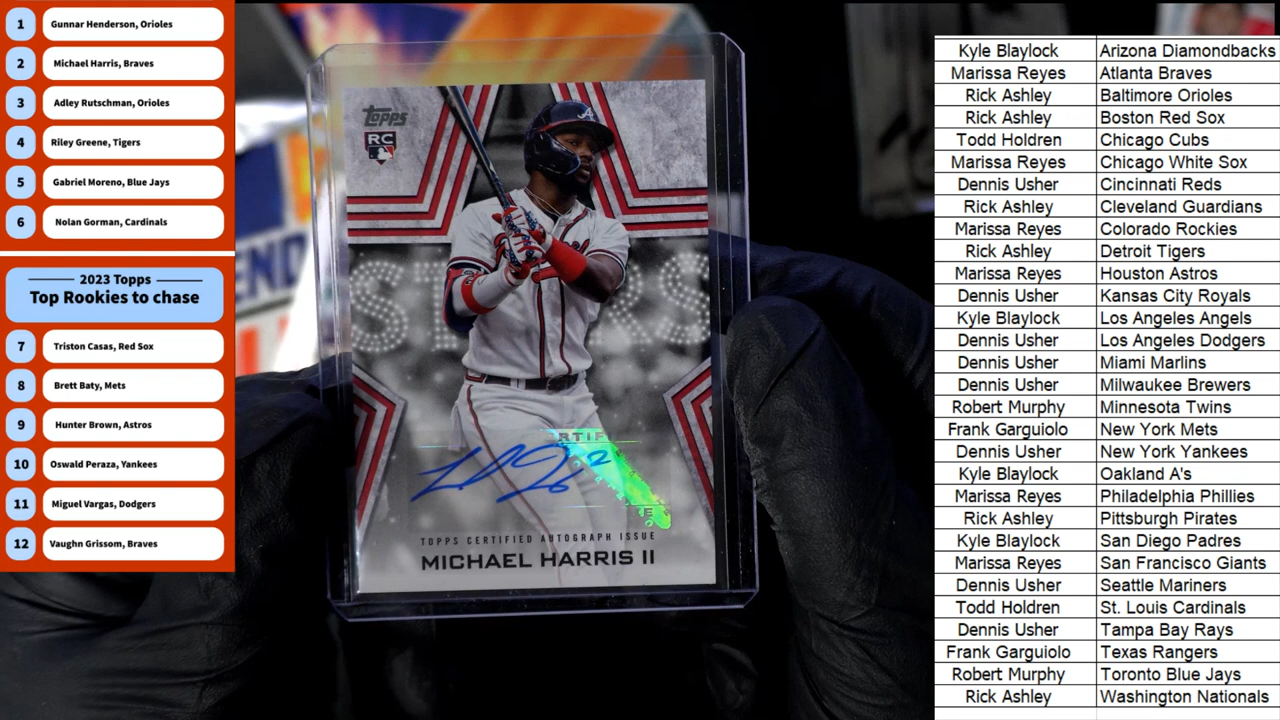 1 Gunnar Henderson, Orioles
2 Michael Harris, Braves
3 Adley Rutschman, Orioles
4 Riley Greene, Tigers
5 Gabriel Moreno, Blue Jays
6 Nolan Gorman, Cardinals
2023 Topps
Top Rookies to chase
7 Triston Casas, Red Sox
8 Brett Baty, Mets
9 Hunter Brown, Astros
10 Oswald Peraza, Yankees
11 Miguel Vargas, Dodgers
12 Vaughn Grissom, Braves
END
Topps
RC
A
STARS
RTIF
TOPPS CERTIFIED AUTOGRAPH ISSUE
MICHAEL HARRIS II
Kyle Blaylock Arizona Diamondbacks
Marissa Reyes Atlanta Braves
Rick Ashley Baltimore Orioles
Rick Ashley Boston Red Sox
Todd Holdren Chicago Cubs
Marissa Reyes Chicago White Sox
Dennis Usher Cincinnati Reds
Rick Ashley Cleveland Guardians
Marissa Reyes Colorado Rockies
Rick Ashley Detroit Tigers
Marissa Reyes Houston Astros
Dennis Usher Kansas City Royals
Kyle Blaylock Los Angeles Angels
Dennis Usher Los Angeles Dodgers
Dennis Usher Miami Marlins
Dennis Usher Milwaukee Brewers
Robert Murphy Minnesota Twins
Frank Garguiolo New York Mets
Dennis Usher New York Yankees
Kyle Blaylock Oakland A's
Marissa Reyes Philadelphia Phillies
Rick Ashley Pittsburgh Pirates
Kyle Blaylock San Diego Padres
Marissa Reyes San Francisco Giants
Dennis Usher Seattle Mariners
Todd Holdren St. Louis Cardinals
Dennis Usher Tampa Bay Rays
Frank Garguiolo Texas Rangers
Robert Murphy Toronto Blue Jays
Rick Ashley Washington Nationals